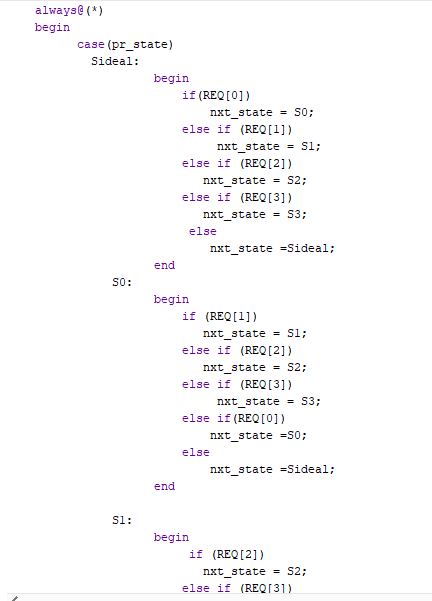 always@(*)
begin
case(pr_state)
Sideal:
begin
if(REQ[0])
nxt_state = S0;
else if (REQ[1])
nxt_state = S1;
else if (REQ[2])
nxt_state = S2;
else if (REQ[3])
nxt_state = S3;
else
nxt_state =Sideal;
end
S0:
begin
if (REQ[1])
nxt_state = S1;
else if (REQ[2])
nxt_state = S2;
else if (REQ[3])
nxt_state = S3;
else if(REQ[0])
nxt_state =S0;
else
nxt_state =Sideal;
end
S1:
begin
if (REQ[2])
nxt_state = S2;
else if (REQ[3])